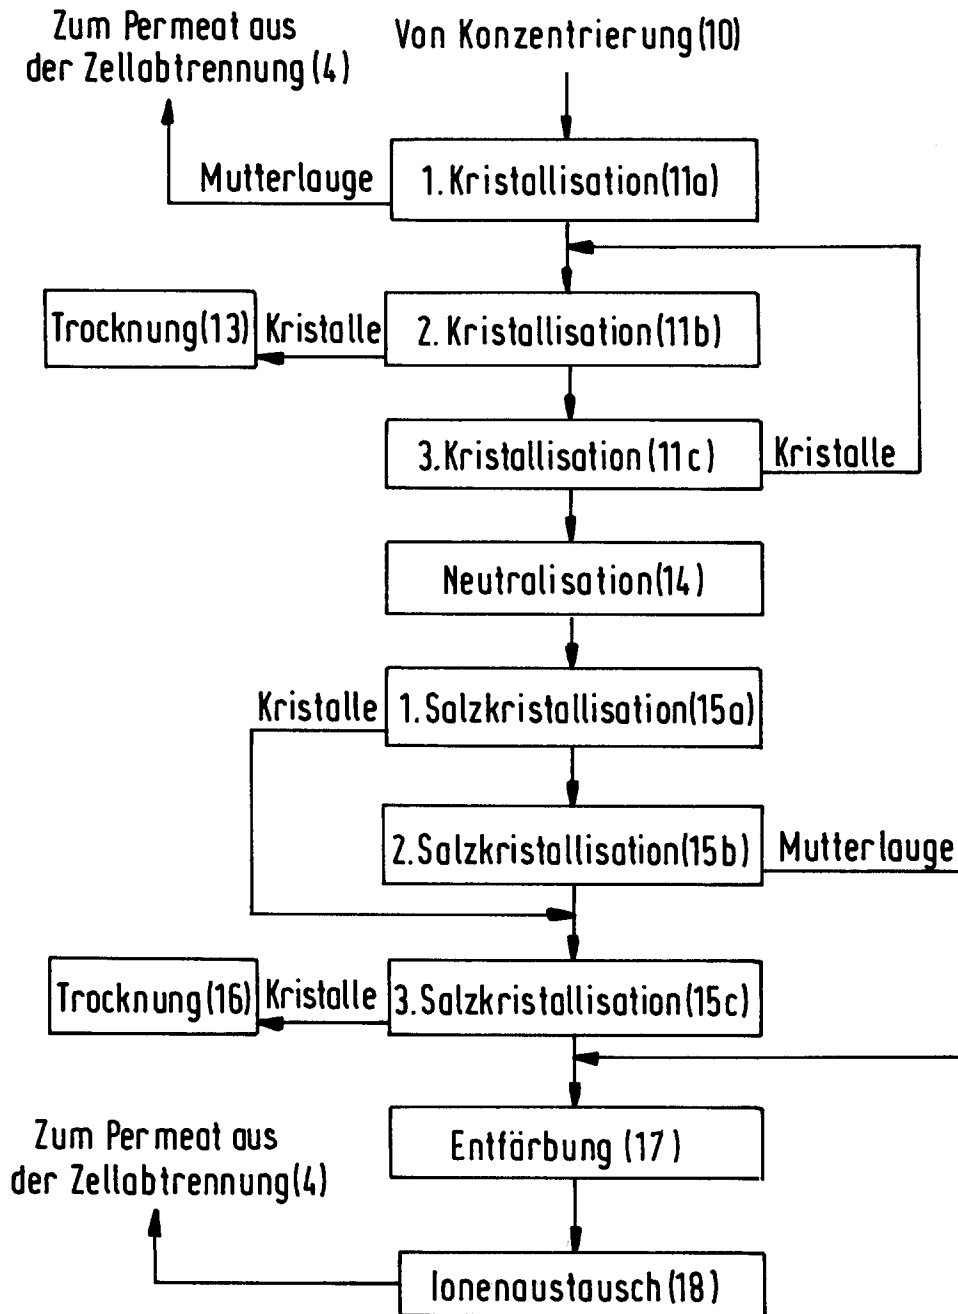 Zum Permeat aus
der Zellabtrennung(4)
Von Konzentrierung(10)
Mutterlauge
1.Kristallisation(11a)
Trocknung(13)
Kristalle
2. Kristallisation(11b)
3.Kristallisation(11c)
Kristalle
Neutralisation(14)
Kristalle
1.Salzkristallisation(15a)
2.Salzkristallisation(15b)
Mutterlauge
Trocknung(16)
Kristalle
3.Salzkristallisation(15c)
Zum Permeat aus
der Zellabtrennung(4)
Entfärbung (17)
Ionenaustausch(18)